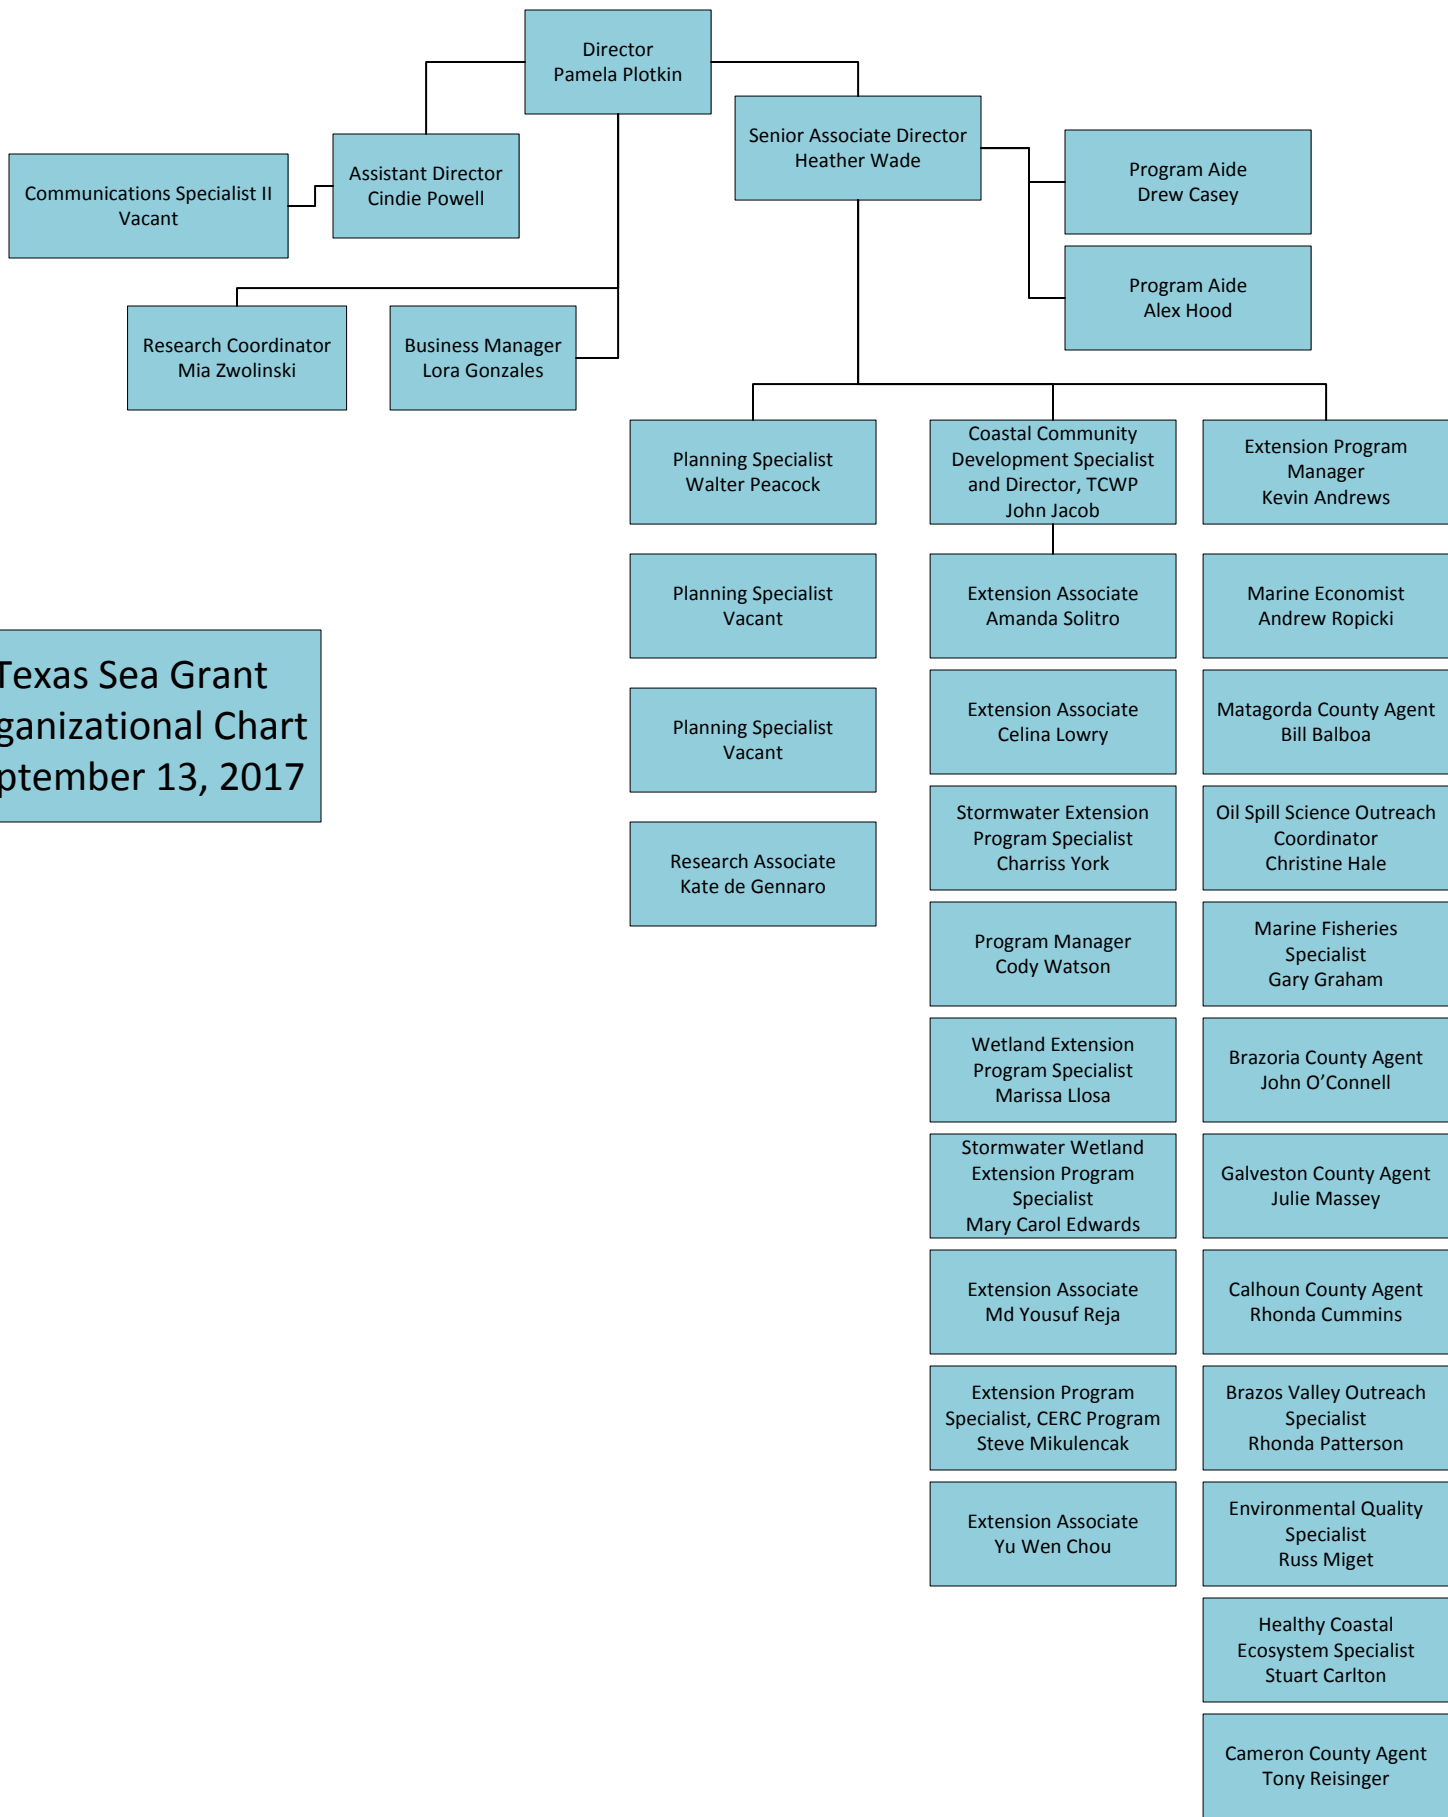 Director
Pamela Plotkin
Senior Associate Director
Heather Wade
Assistant Director
Cindie Powell
Communications Specialist II
Vacant
Program Aide
Drew Casey
Program Aide
Alex Hood
Research Coordinator
Mia Zwolinski
Business Manager
Lora Gonzales
Planning Specialist
Walter Peacock
Planning Specialist
Vacant
Planning Specialist
Vacant
Research Associate
Kate de Gennaro
Coastal Community
Development Specialist
and Director, TCWP
John Jacob
Extension Associate
Amanda Solitro
Extension Associate
Celina Lowry
Stormwater Extension
Program Specialist
Charriss York
Program Manager
Cody Watson
Wetland Extension
Program Specialist
Marissa Llosa
Stormwater Wetland
Extension Program
Specialist
Mary Carol Edwards
Extension Associate
Md Yousuf Reja
Extension Program
Specialist, CERC Program
Steve Mikulencak
Extension Associate
Yu Wen Chou
Extension Program
Manager
Kevin Andrews
Marine Economist
Andrew Ropicki
Matagorda County Agent
Bill Balboa
Oil Spill Science Outreach
Coordinator
Christine Hale
Marine Fisheries
Specialist
Gary Graham
Brazoria County Agent
John O’Connell
Galveston County Agent
Julie Massey
Calhoun County Agent
Rhonda Cummins
Brazos Valley Outreach
Specialist
Rhonda Patterson
Environmental Quality
Specialist
Russ Miget
Healthy Coastal
Ecosystem Specialist
Stuart Carlton
Cameron County Agent
Tony Reisinger
Texas Sea Grant
ganizational Chart
ptember 13, 2017